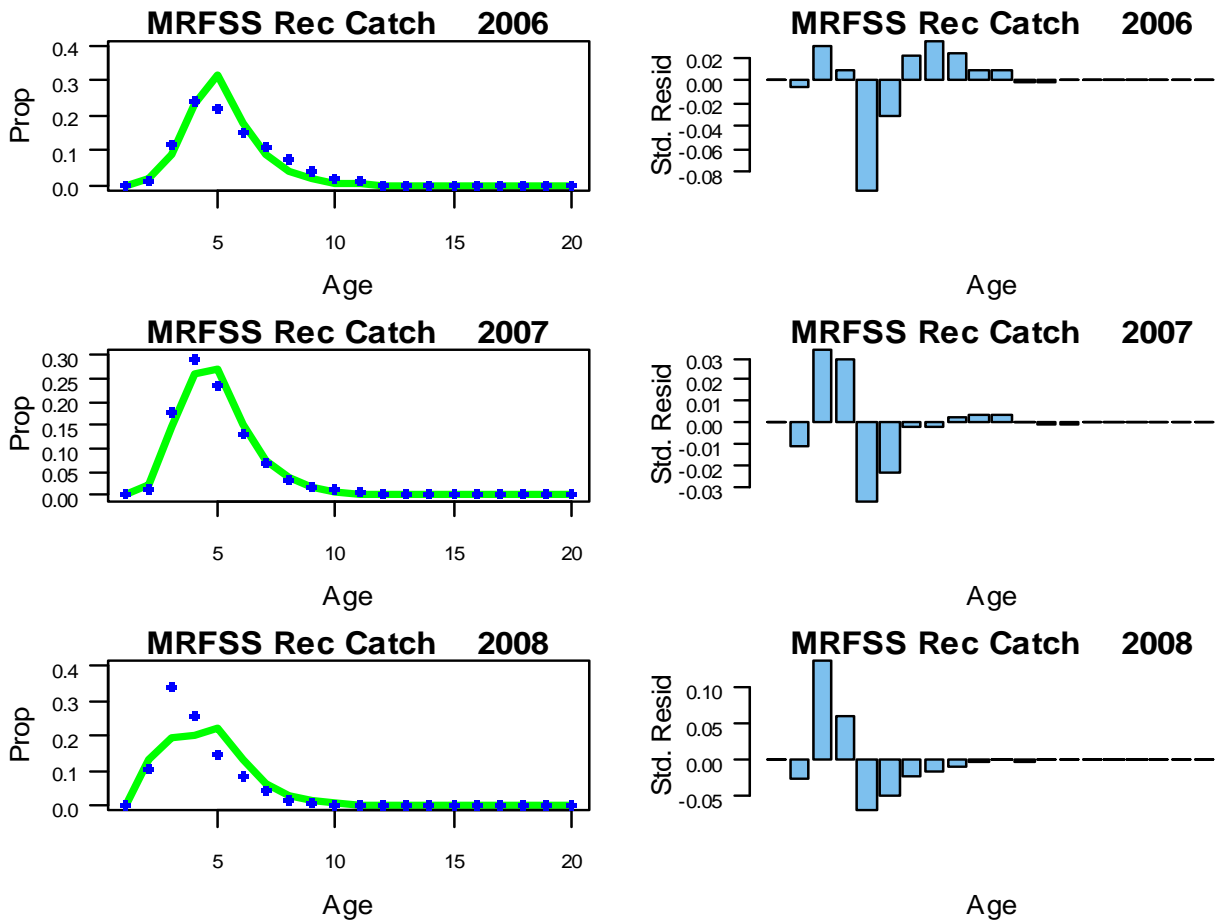 MRFSS Rec Catch 2006
Prop
0.4
0.3
0.2
0.1
0.0
5 10 15 20
Age
MRFSS Rec Catch 2006
Std. Resid
0.02
0.00
-0.02
-0.04
-0.06
-0.08
Age
MRFSS Rec Catch 2007
Prop
0.30
0.25
0.20
0.15
0.10
0.05
0.00
5 10 15 20
Age
MRFSS Rec Catch 2007
Std. Resid
0.03
0.02
0.01
0.00
-0.01
-0.02
-0.03
Age
MRFSS Rec Catch 2008
Prop
0.4
0.3
0.2
0.1
0.0
5 10 15 20
Age
MRFSS Rec Catch 2008
Std. Resid
0.10
0.05
0.00
-0.05
Age